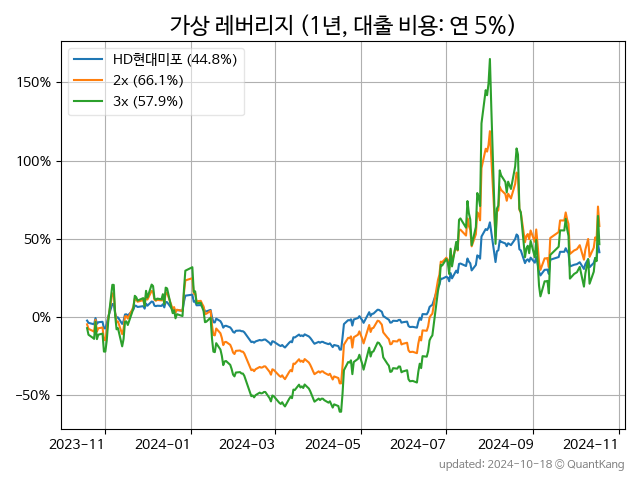 가상 레버리지 (1년, 대출 비용: 연 5%)
HD현대미포 (44.8%)
2x (66.1%)
3x (57.9%)
150%
100%
50%
0%
−50%
2023-11
2024-01
2024-03
2024-05
2024-07
2024-09
2024-11
updated: 2024-10-18 © QuantKang